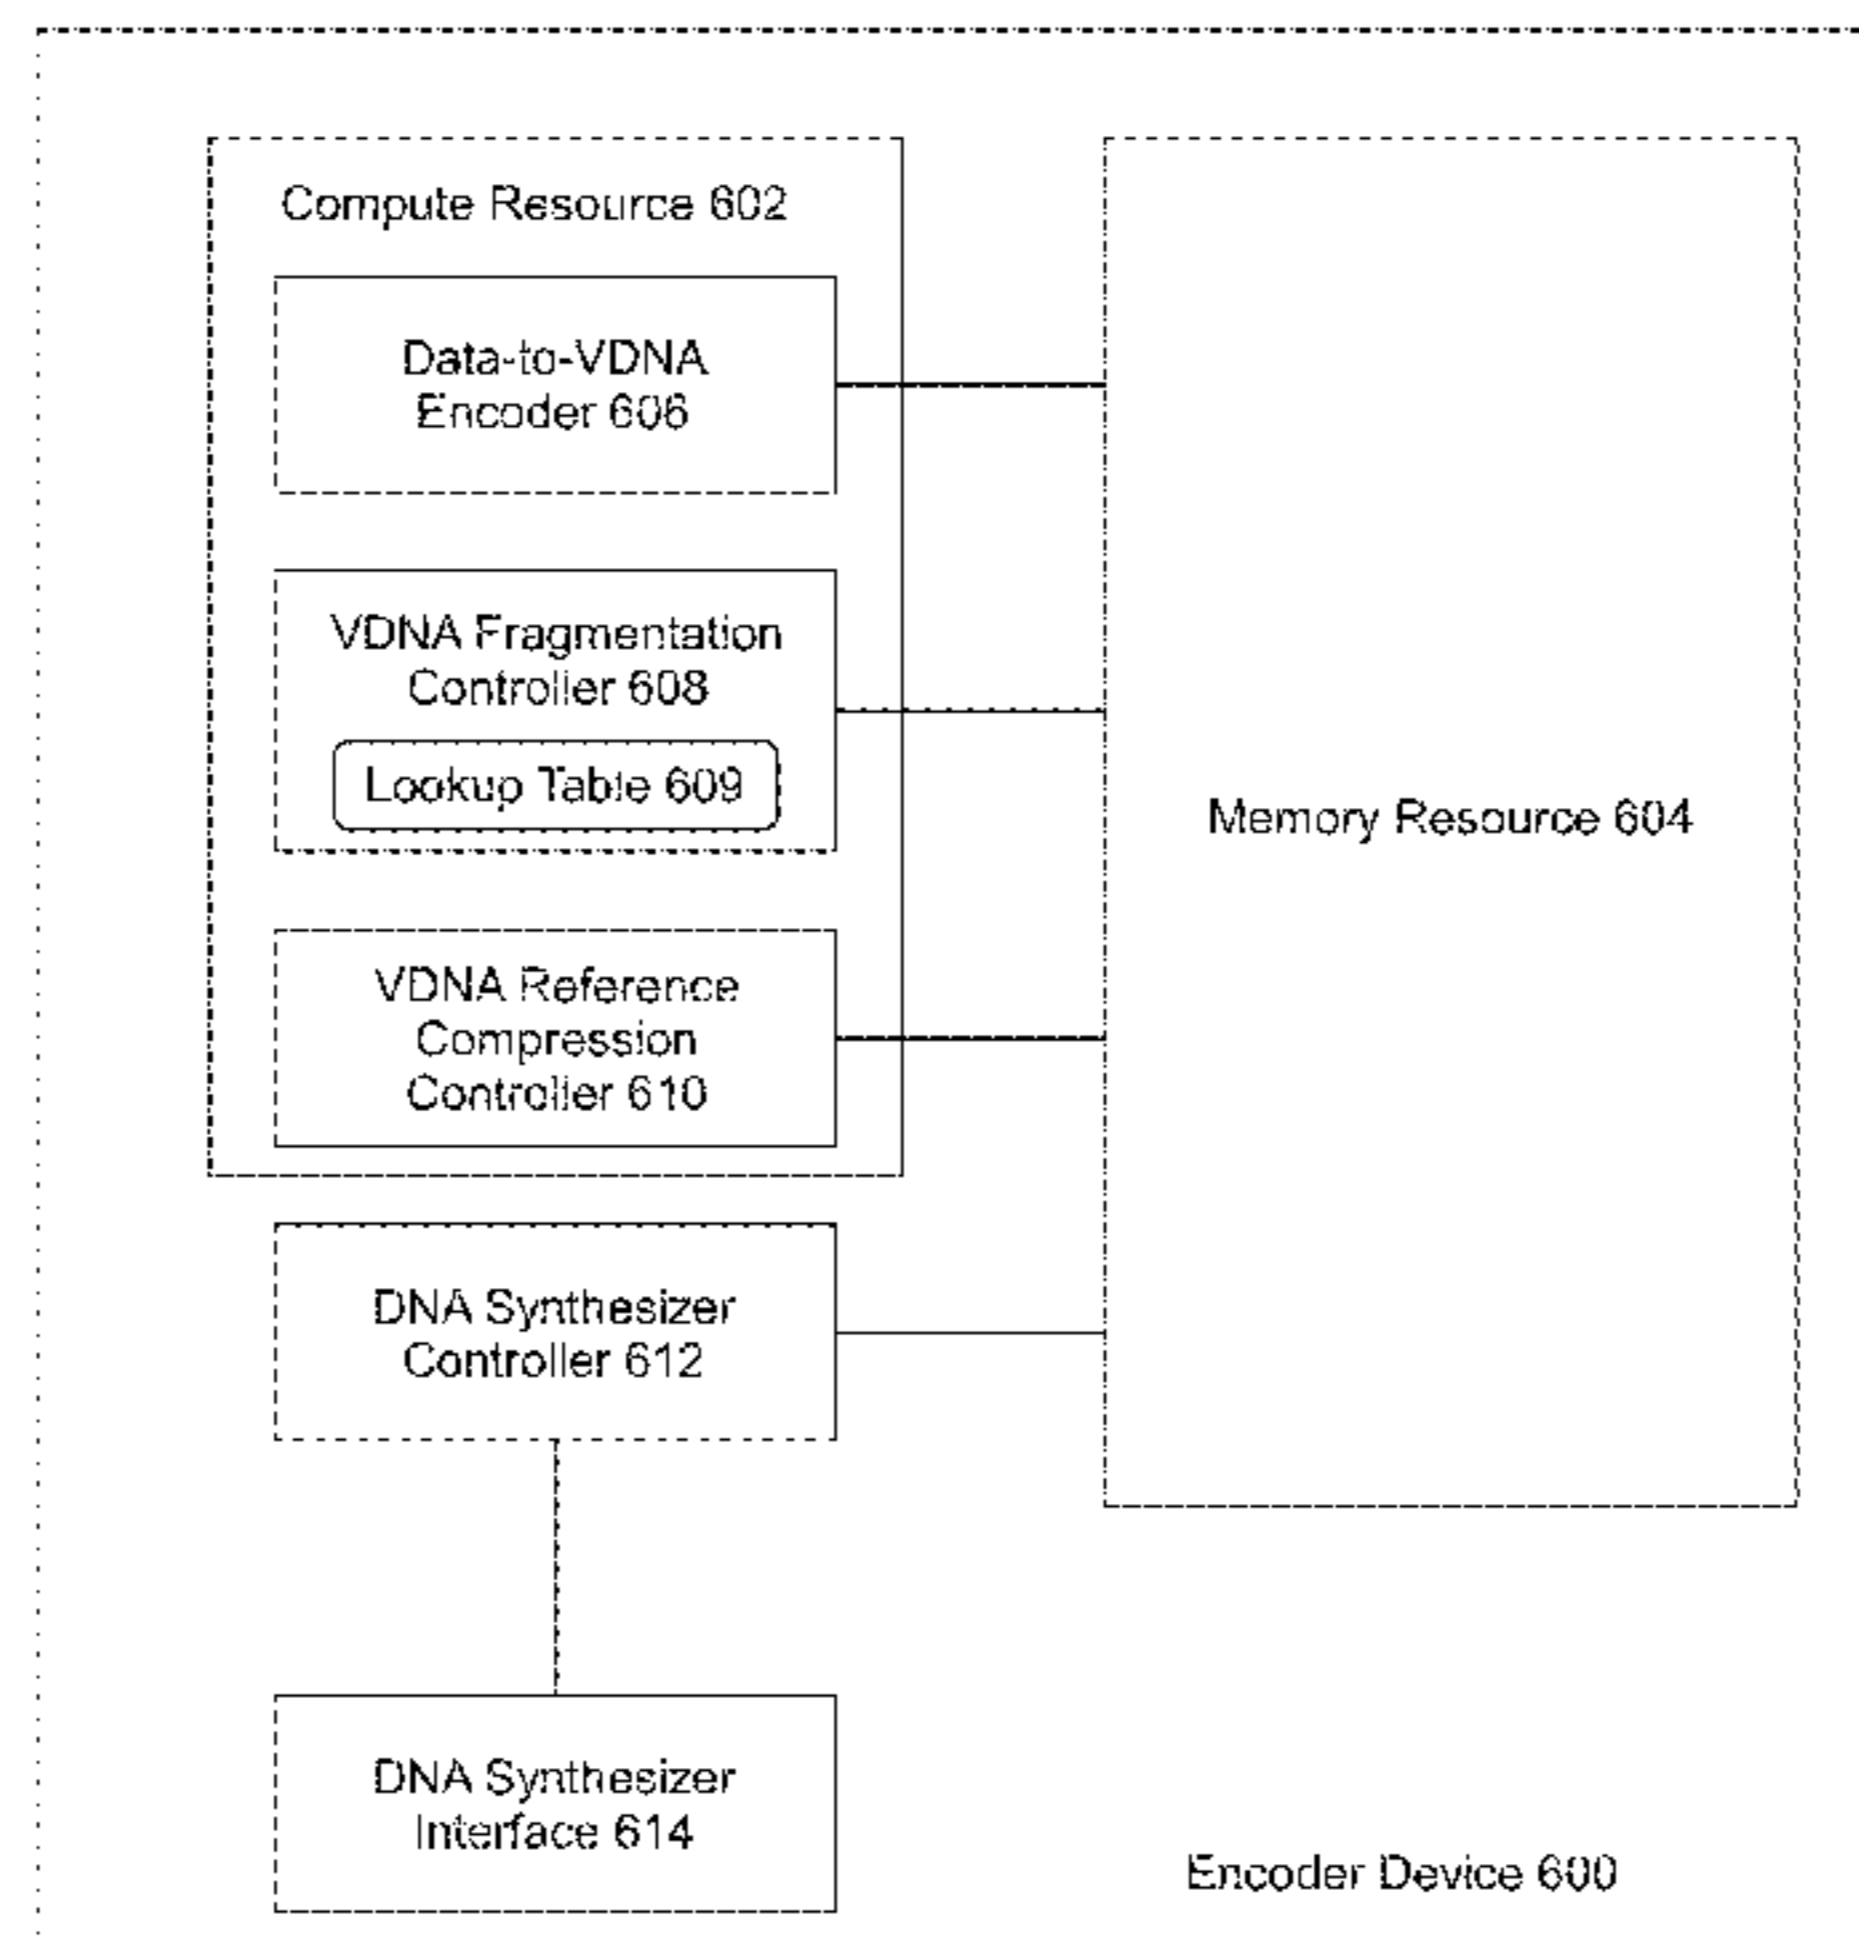 Compute Resource 602
Data-to-VDNA
Encoder 606
VDNA Fragmentation
Controller 608
Lookup Table 609
VDNA Reference
Compression
Controller 610
Memory Resource 604
DNA Synthesizer
Controller 612
DNA Synthesizer
Interface 614
Encoder Device 600